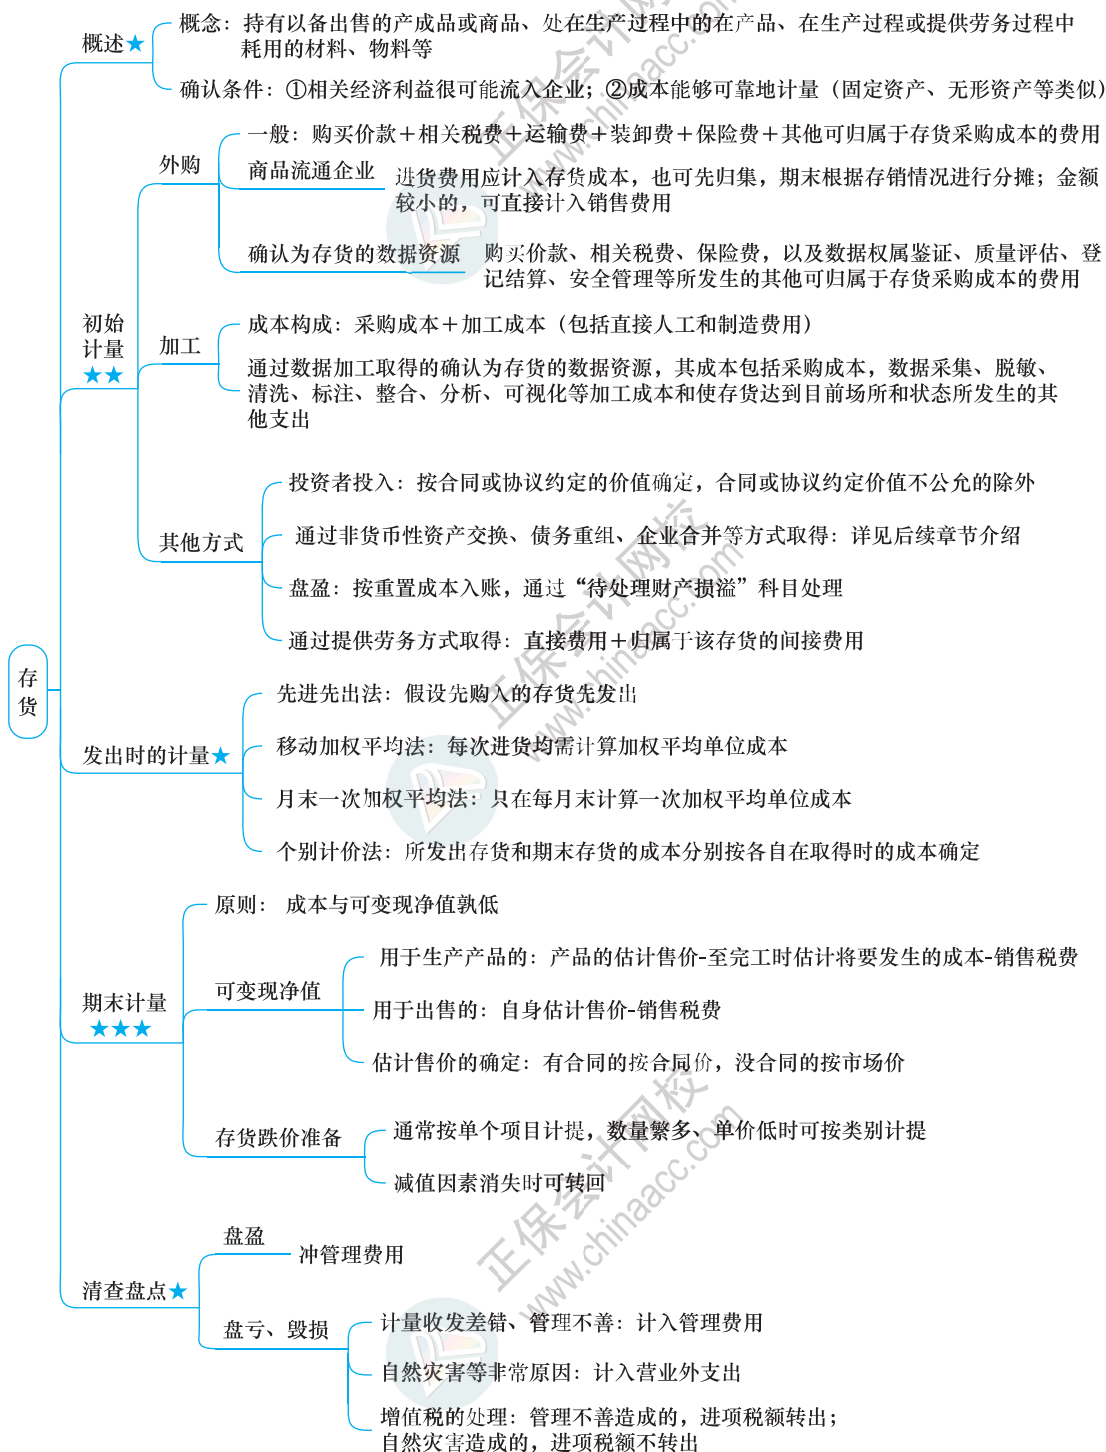 概述★
概念：持有以备出售的产成品或商品、处在生产过程中的在产品、在生产过程或提供劳务过程中
耗用的材料、物料等
确认条件：①相关经济利益很可能流入企业；②成本能够可靠地计量（固定资产、无形资产等类似）
初始
计量
★★
外购
一般：购买价款＋相关税费＋运输费＋装卸费＋保险费＋其他可归属于存货采购成本的费用
商品流通企业
进货费用应计入存货成本，也可先归集，期末根据存销情况进行分摊；金额
较小的，可直接计入销售费用
确认为存货的数据资源
购买价款、相关税费、保险费，以及数据权属鉴证、质量评估、登
记结算、安全管理等所发生的其他可归属于存货采购成本的费用
加工
成本构成：采购成本＋加工成本（包括直接人工和制造费用）
通过数据加工取得的确认为存货的数据资源，其成本包括采购成本，数据采集、脱敏、
清洗、标注、整合、分析、可视化等加工成本和使存货达到目前场所和状态所发生的其
他支出
其他方式
投资者投入：按合同或协议约定的价值确定，合同或协议约定价值不公允的除外
通过非货币性资产交换、债务重组、企业合并等方式取得：详见后续章节介绍
盘盈：按重置成本入账，通过“待处理财产损溢”科目处理
通过提供劳务方式取得：直接费用＋归属于该存货的间接费用
存
货
发出时的计量★
先进先出法：假设先购入的存货先发出
移动加权平均法：每次进货均需计算加权平均单位成本
月末一次加权平均法：只在每月末计算一次加权平均单位成本
个别计价法：所发出存货和期末存货的成本分别按各自在取得时的成本确定
期末计量
★★★
原则： 成本与可变现净值孰低
可变现净值
用于生产产品的：产品的估计售价-至完工时估计将要发生的成本-销售税费
用于出售的：自身估计售价-销售税费
估计售价的确定：有合同的按合同价，没合同的按市场价
存货跌价准备
通常按单个项目计提，数量繁多、单价低时可按类别计提
减值因素消失时可转回
清查盘点★
盘盈
冲管理费用
盘亏、毁损
计量收发差错、管理不善：计入管理费用
自然灾害等非常原因：计入营业外支出
增值税的处理：管理不善造成的，进项税额转出；
自然灾害造成的，进项税额不转出
正保会计网校
www.chinaacc.com
正保会计网校
www.chinaacc.com
正保会计网校
www.chinaacc.com